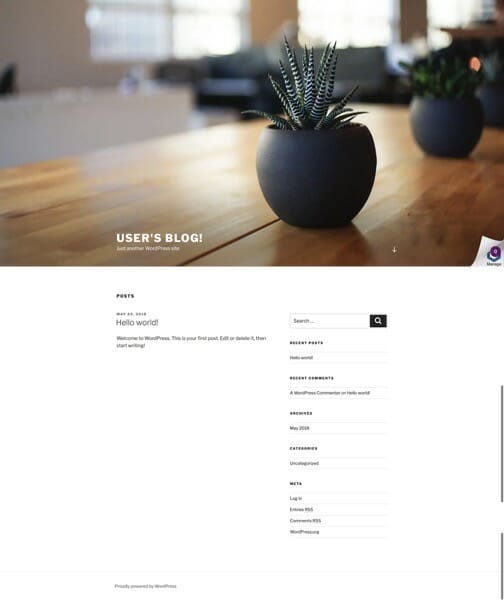 USER'S BLOG!
Just another WordPress site
Manage
POSTS
MAY 23, 2018
Hello world!
Welcome to WordPress. This is your first post. Edit or delete it, then
start writing!
Search …
RECENT POSTS
Hello world!
RECENT COMMENTS
A WordPress Commenter on Hello world!
ARCHIVES
May 2018
CATEGORIES
Uncategorized
META
Log in
Entries RSS
Comments RSS
WordPress.org
Proudly powered by WordPress